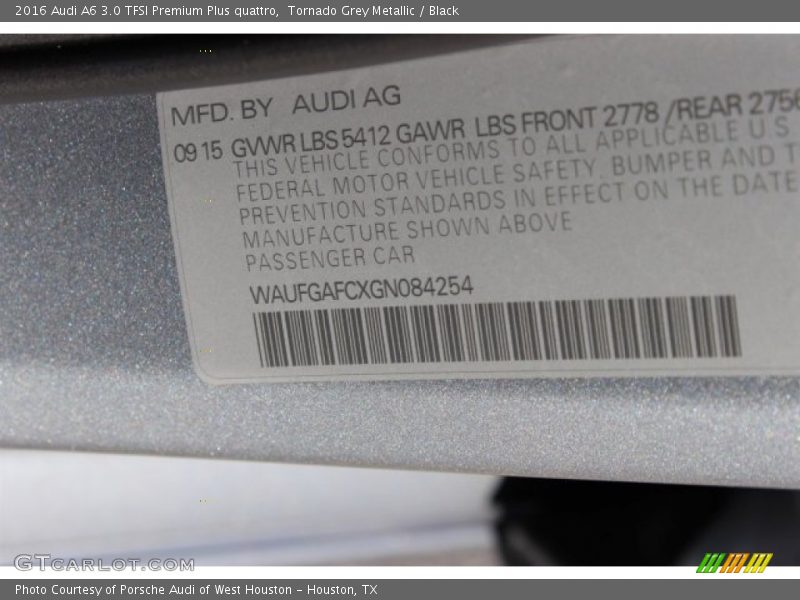 2016 Audi A6 3.0 TFSI Premium Plus quattro,  Tornado Grey Metallic / Black
MFD. BY AUDI AG
09 15 GVWR LBS 5412 GAWR LBS FRONT 2778 / REAR 2756
THIS VEHICLE CONFORMS TO ALL APPLICABLE U.S
FEDERAL MOTOR VEHICLE SAFETY, BUMPER AND T
PREVENTION STANDARDS IN EFFECT ON THE DATE
MANUFACTURE SHOWN ABOVE
PASSENGER CAR
WAUFGAFCXGN084254
GTCARLOT.COM
Photo Courtesy of Porsche Audi of West Houston - Houston, TX